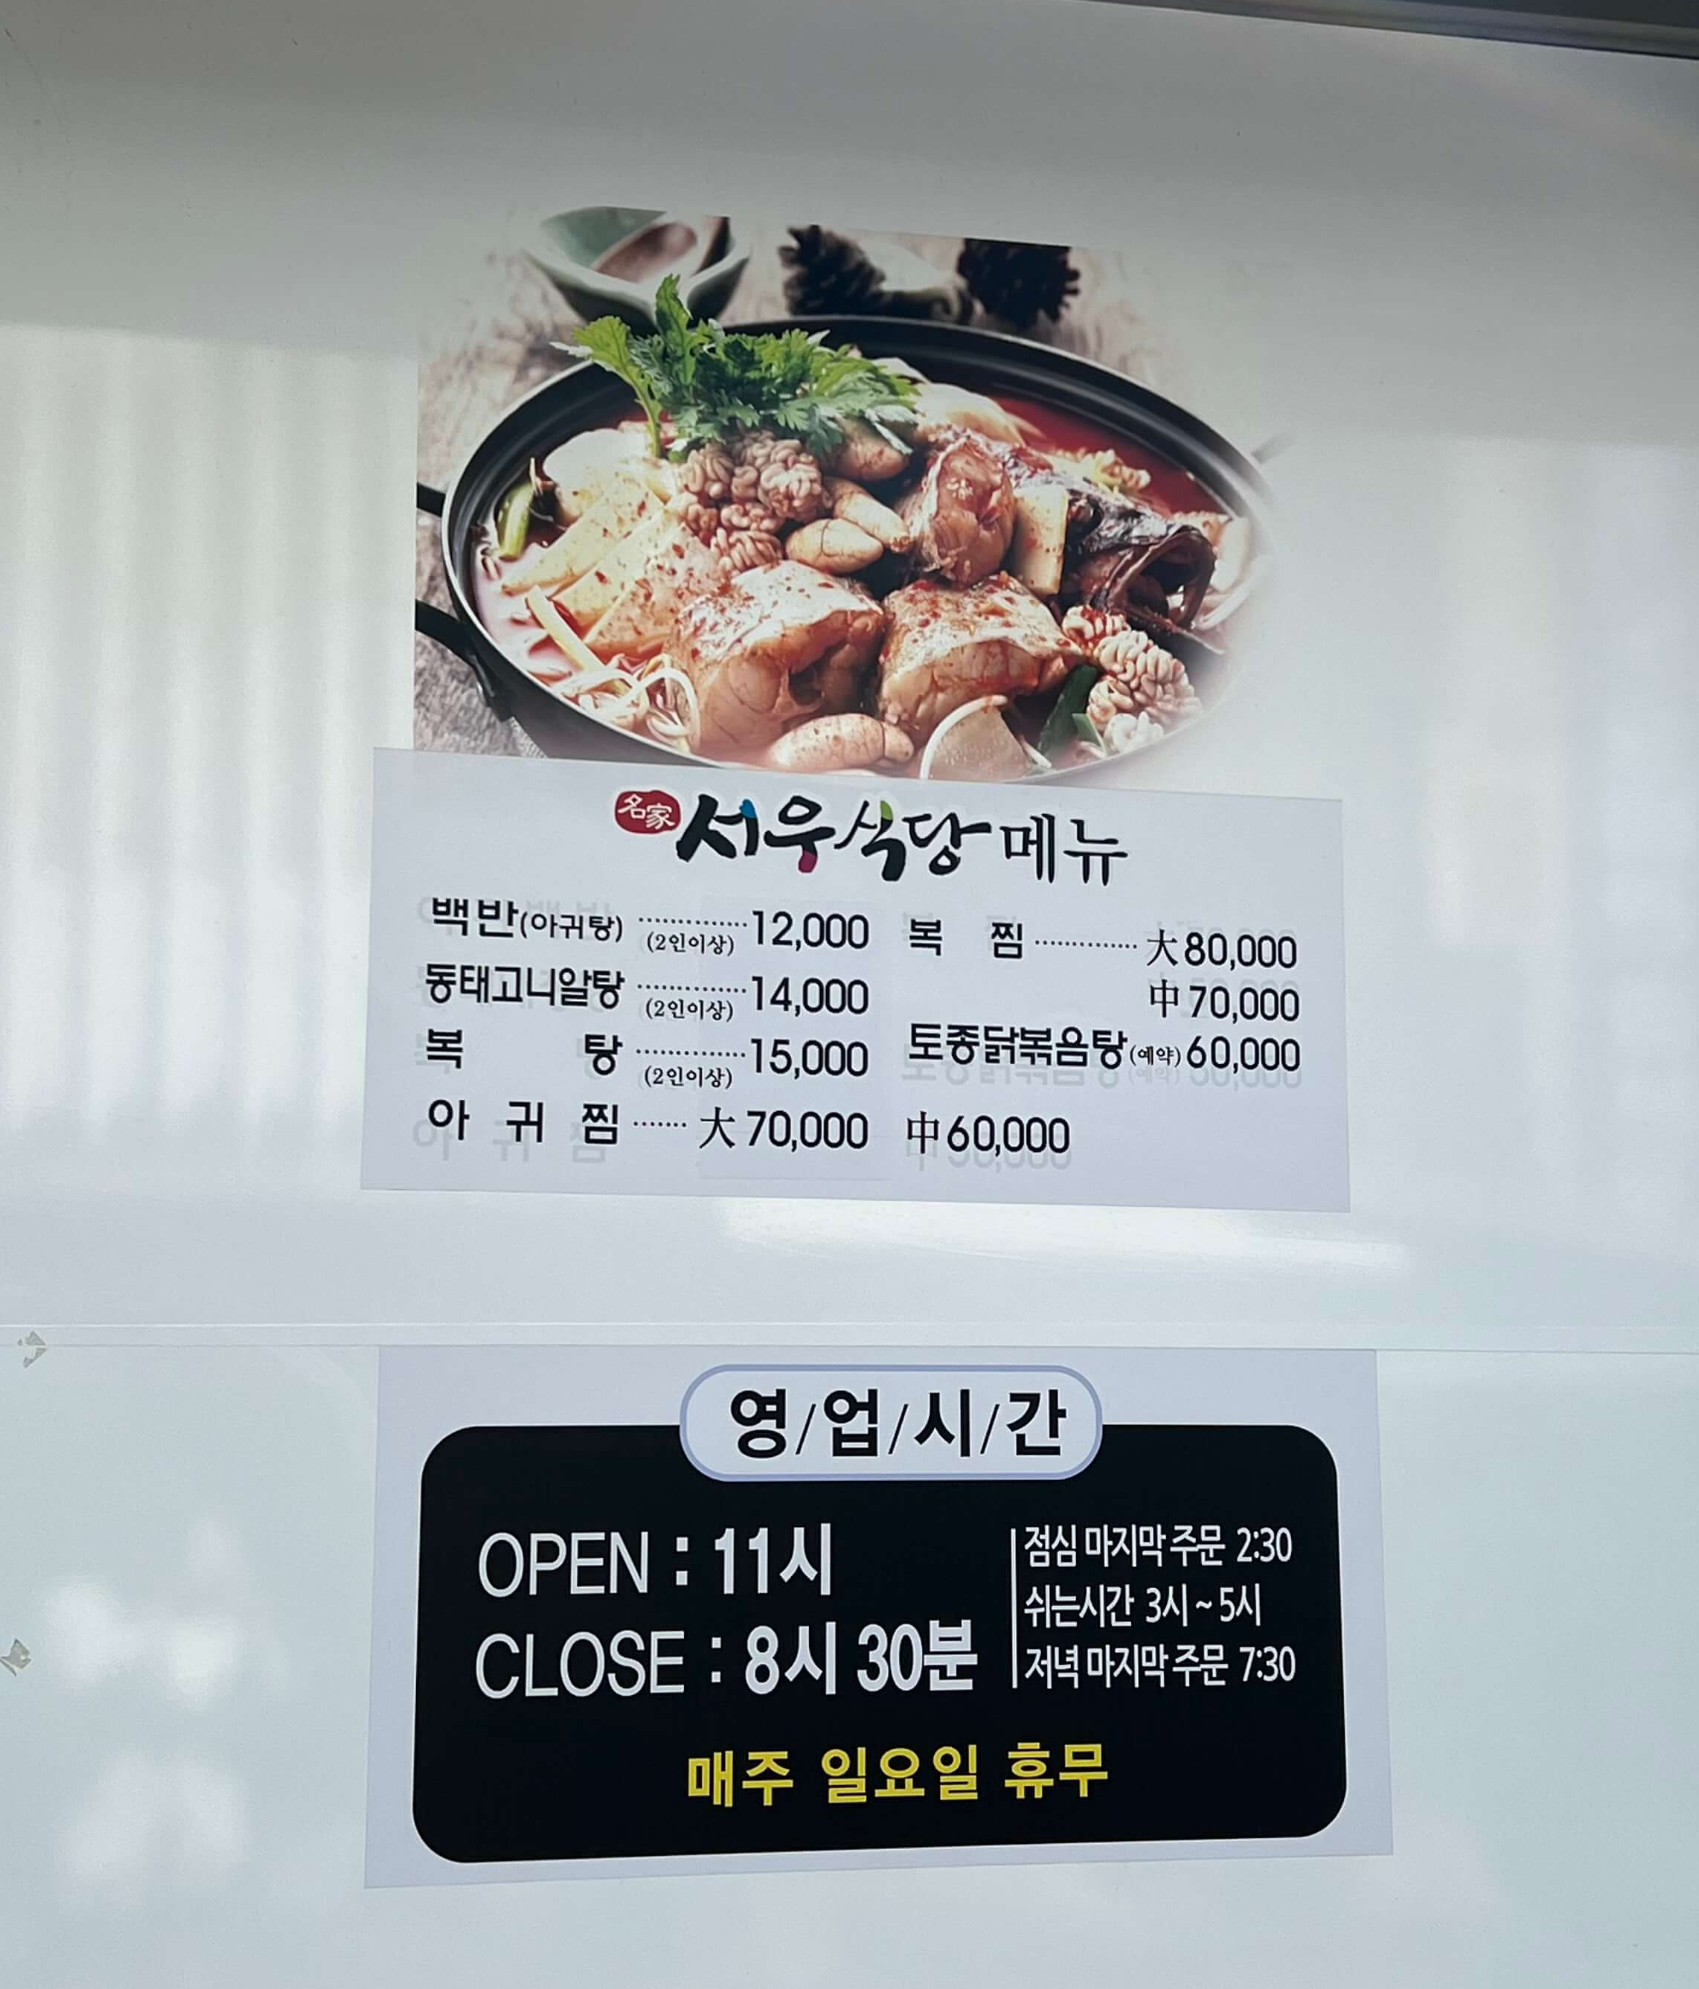 名家 서우식당 메뉴
백반(아귀탕) ·············· 12,000
(2인이상)
동태고니알탕 ·············· 14,000
(2인이상)
복 탕 ·············· 15,000
(2인이상)
아 귀 찜 ······· 大 70,000 中 60,000
복 찜 ·············· 大 80,000
中 70,000
토종닭볶음탕(예약) 60,000
영/업/시/간
OPEN : 11시
CLOSE : 8시 30분
점심 마지막 주문 2:30
쉬는시간 3시 ~ 5시
저녁 마지막 주문 7:30
매주 일요일 휴무